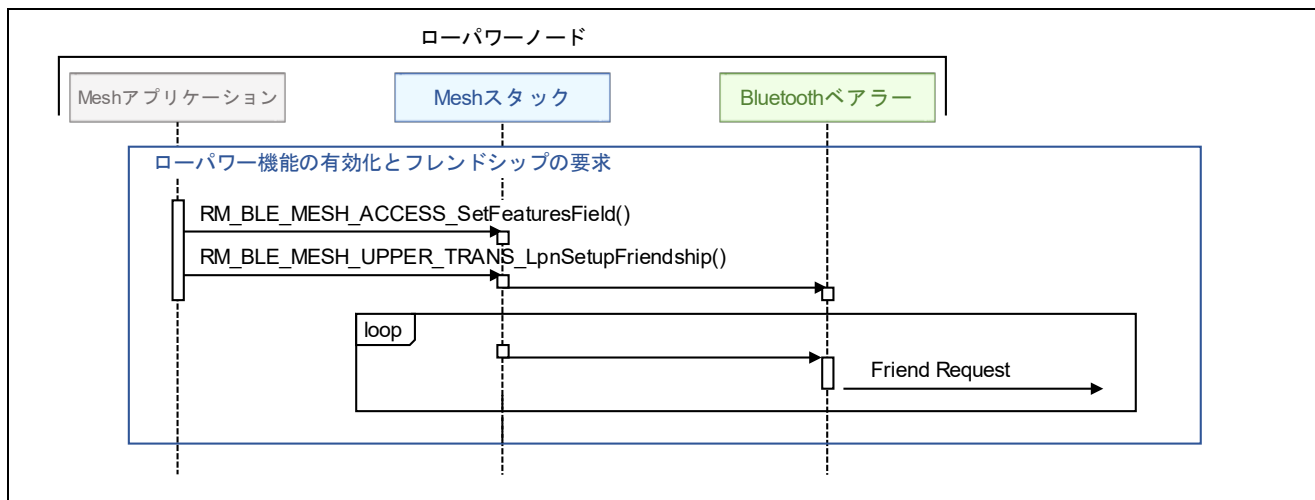 ローパワーノード
Meshアプリケーション
Meshスタック
Bluetoothベアラー
ローパワー機能の有効化とフレンドシップの要求
RM_BLE_MESH_ACCESS_SetFeaturesField()
RM_BLE_MESH_UPPER_TRANS_LpnSetupFriendship()
loop
Friend Request